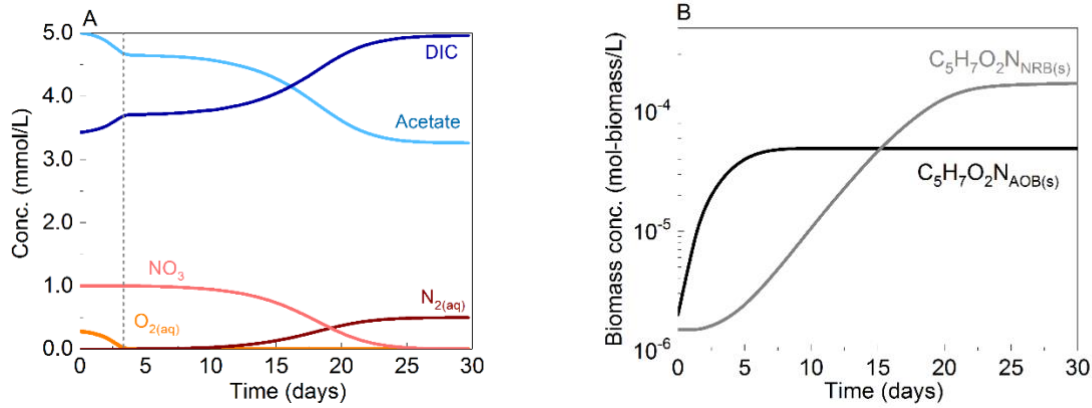 A
5.0
4.0
3.0
2.0
1.0
0.0
Conc. (mmol/L)
DIC
Acetate
NO3
O2(aq)
N2(aq)
0 5 10 15 20 25 30
Time (days)
B
10-4
10-5
10-6
Biomass conc. (mol-biomass/L)
C5H7O2NNRB(s)
C5H7O2NAOB(s)
0 5 10 15 20 25 30
Time (days)